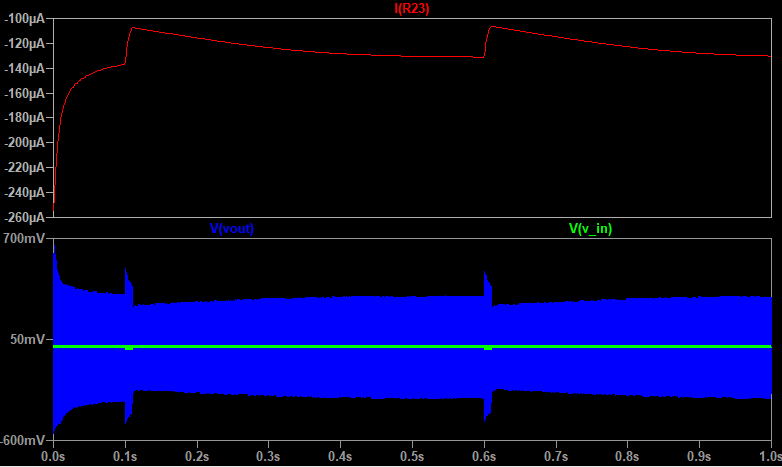 I(R23)
-100µA
-120µA
-140µA
-160µA
-180µA
-200µA
-220µA
-240µA
-260µA
V(vout) V(v_in)
700mV
50mV
-600mV
0.0s 0.1s 0.2s 0.3s 0.4s 0.5s 0.6s 0.7s 0.8s 0.9s 1.0s